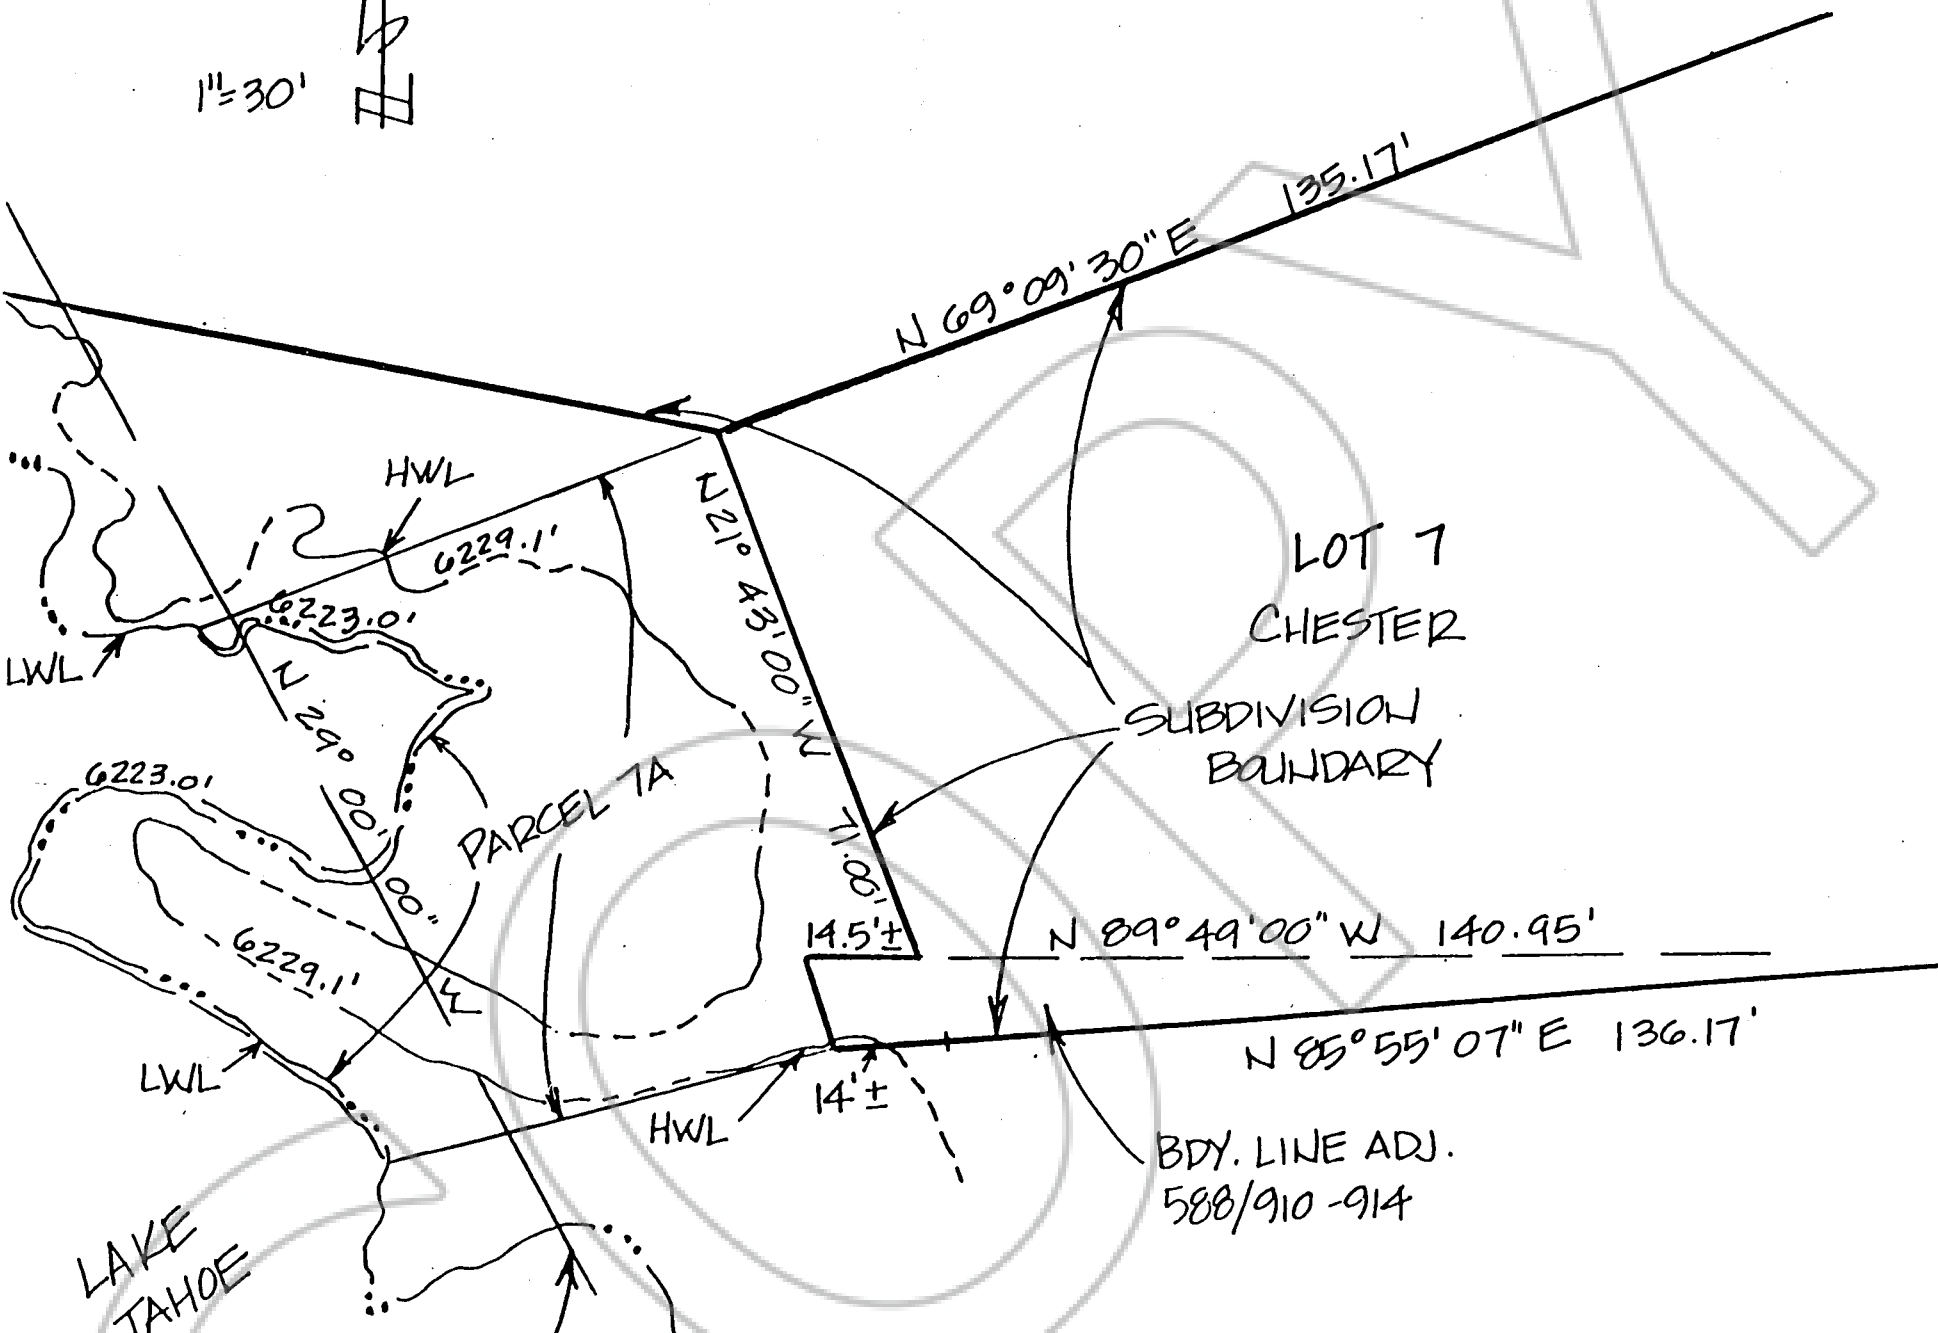 1"=30'
N
N 69°09'30" E 135.17'
HWL
6229.1'
N 21° 43' 00" W 71.00'
LOT 7
CHESTER
6223.0'
LWL
N 29° 00' 00" W
SUBDIVISION
BOUNDARY
6223.0'
PARCEL 7A
14.5'±
N 89°49'00" W 140.95'
6229.1'
N 85°55'07" E 136.17'
LWL
14'±
HWL
BDY. LINE ADJ.
588/910-914
LAKE
TAHOE
COPY